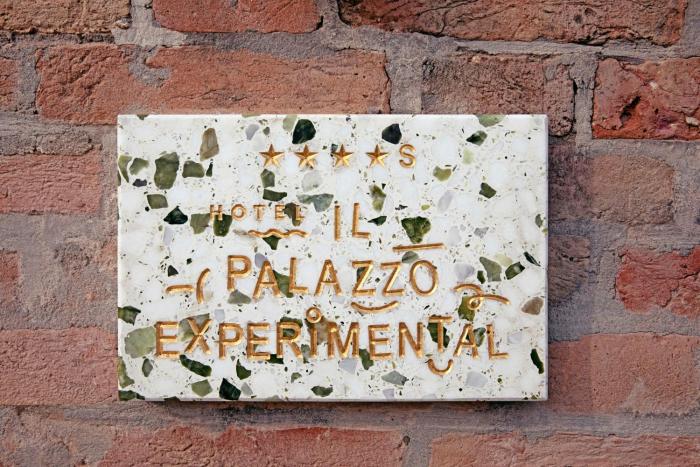 ★★★★S
HOTEL IL
PALAZZO
EXPERIMENTAL